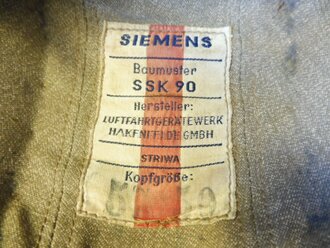 SIEMENS
Baumuster
SSK 90
Hersteller:
LUFTFAHRTGERÄTEWERK
HAKENFELDE GMBH
STRIWA
Kopfgröße: